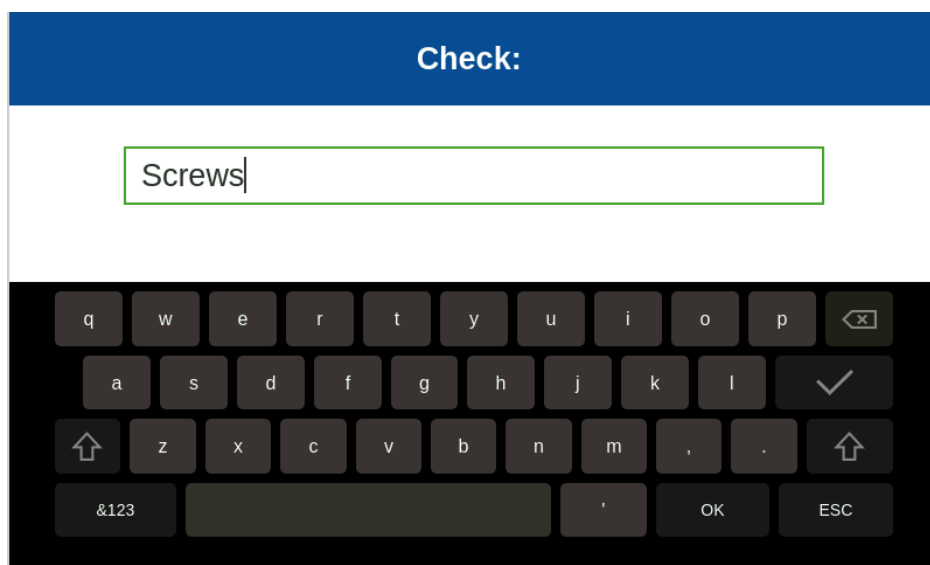 Check:
Screws
q w e r t y u i o p
a s d f g h j k l
z x c v b n m , .
&123 ' OK ESC